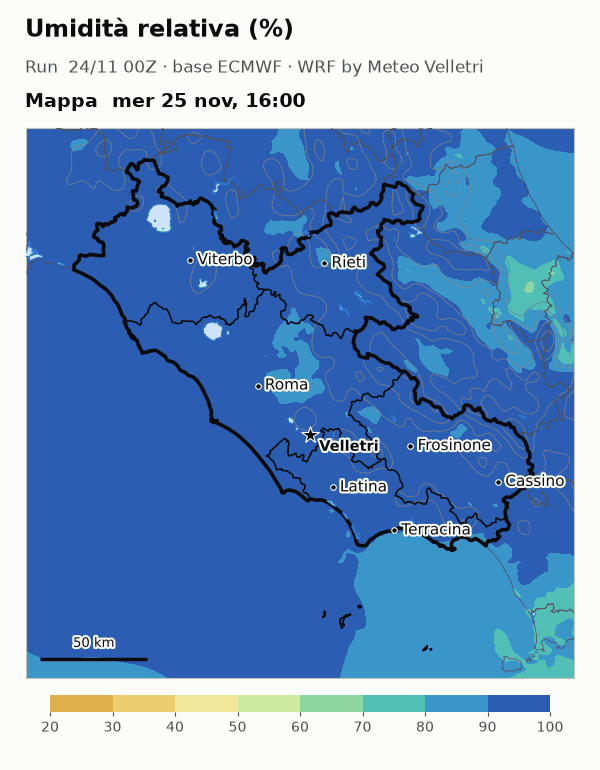 Umidità relativa (%)
Run 24/11 00Z · base ECMWF · WRF by Meteo Velletri
Mappa mer 25 nov, 16:00
Viterbo
Rieti
Roma
Velletri
Frosinone
Latina
Cassino
Terracina
50 km
20 30 40 50 60 70 80 90 100